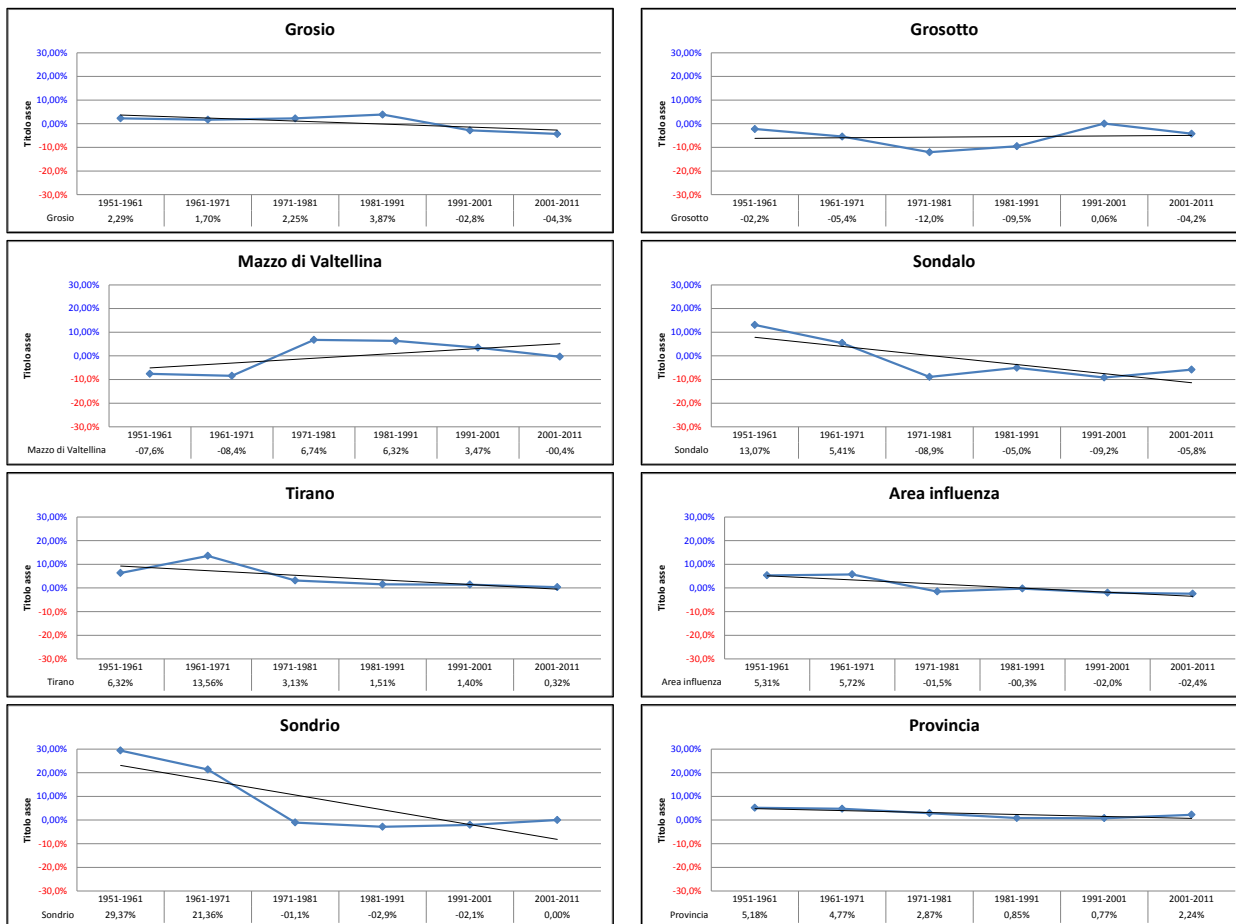 Grosio
30,00%
20,00%
10,00%
0,00%
-10,0%
-20,0%
-30,0%
Titolo asse
1951-1961 1961-1971 1971-1981 1981-1991 1991-2001 2001-2011
Grosio 2,29% 1,70% 2,25% 3,87% -02,8% -04,3%
Grosotto
30,00%
20,00%
10,00%
0,00%
-10,0%
-20,0%
-30,0%
Titolo asse
1951-1961 1961-1971 1971-1981 1981-1991 1991-2001 2001-2011
Grosotto -02,2% -05,4% -12,0% -09,5% 0,06% -04,2%
Mazzo di Valtellina
30,00%
20,00%
10,00%
0,00%
-10,0%
-20,0%
-30,0%
Titolo asse
1951-1961 1961-1971 1971-1981 1981-1991 1991-2001 2001-2011
Mazzo di Valtellina -07,6% -08,4% 6,74% 6,32% 3,47% -00,4%
Sondalo
30,00%
20,00%
10,00%
0,00%
-10,0%
-20,0%
-30,0%
Titolo asse
1951-1961 1961-1971 1971-1981 1981-1991 1991-2001 2001-2011
Sondalo 13,07% 5,41% -08,9% -05,0% -09,2% -05,8%
Tirano
30,00%
20,00%
10,00%
0,00%
-10,0%
-20,0%
-30,0%
Titolo asse
1951-1961 1961-1971 1971-1981 1981-1991 1991-2001 2001-2011
Tirano 6,32% 13,56% 3,13% 1,51% 1,40% 0,32%
Area influenza
30,00%
20,00%
10,00%
0,00%
-10,0%
-20,0%
-30,0%
Titolo asse
1951-1961 1961-1971 1971-1981 1981-1991 1991-2001 2001-2011
Area influenza 5,31% 5,72% -01,5% -00,3% -02,0% -02,4%
Sondrio
30,00%
20,00%
10,00%
0,00%
-10,0%
-20,0%
-30,0%
Titolo asse
1951-1961 1961-1971 1971-1981 1981-1991 1991-2001 2001-2011
Sondrio 29,37% 21,36% -01,1% -02,9% -02,1% 0,00%
Provincia
30,00%
20,00%
10,00%
0,00%
-10,0%
-20,0%
-30,0%
Titolo asse
1951-1961 1961-1971 1971-1981 1981-1991 1991-2001 2001-2011
Provincia 5,18% 4,77% 2,87% 0,85% 0,77% 2,24%